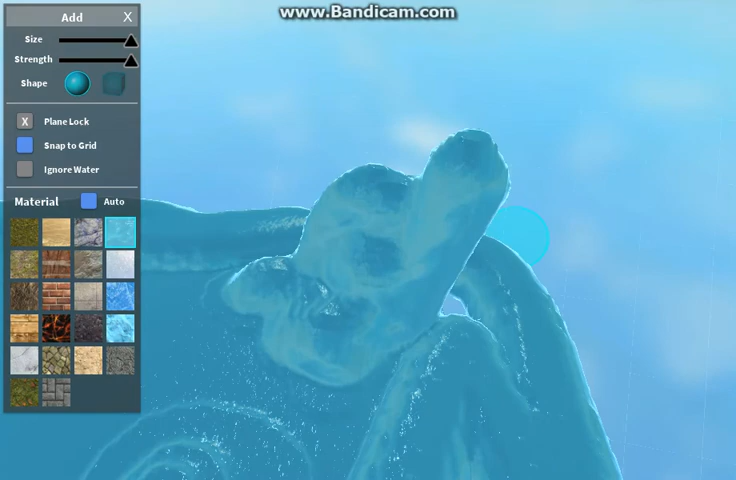 www.Bandicam.com
Add X
Size
Strength
Shape
X Plane Lock
Snap to Grid
Ignore Water
Material Auto